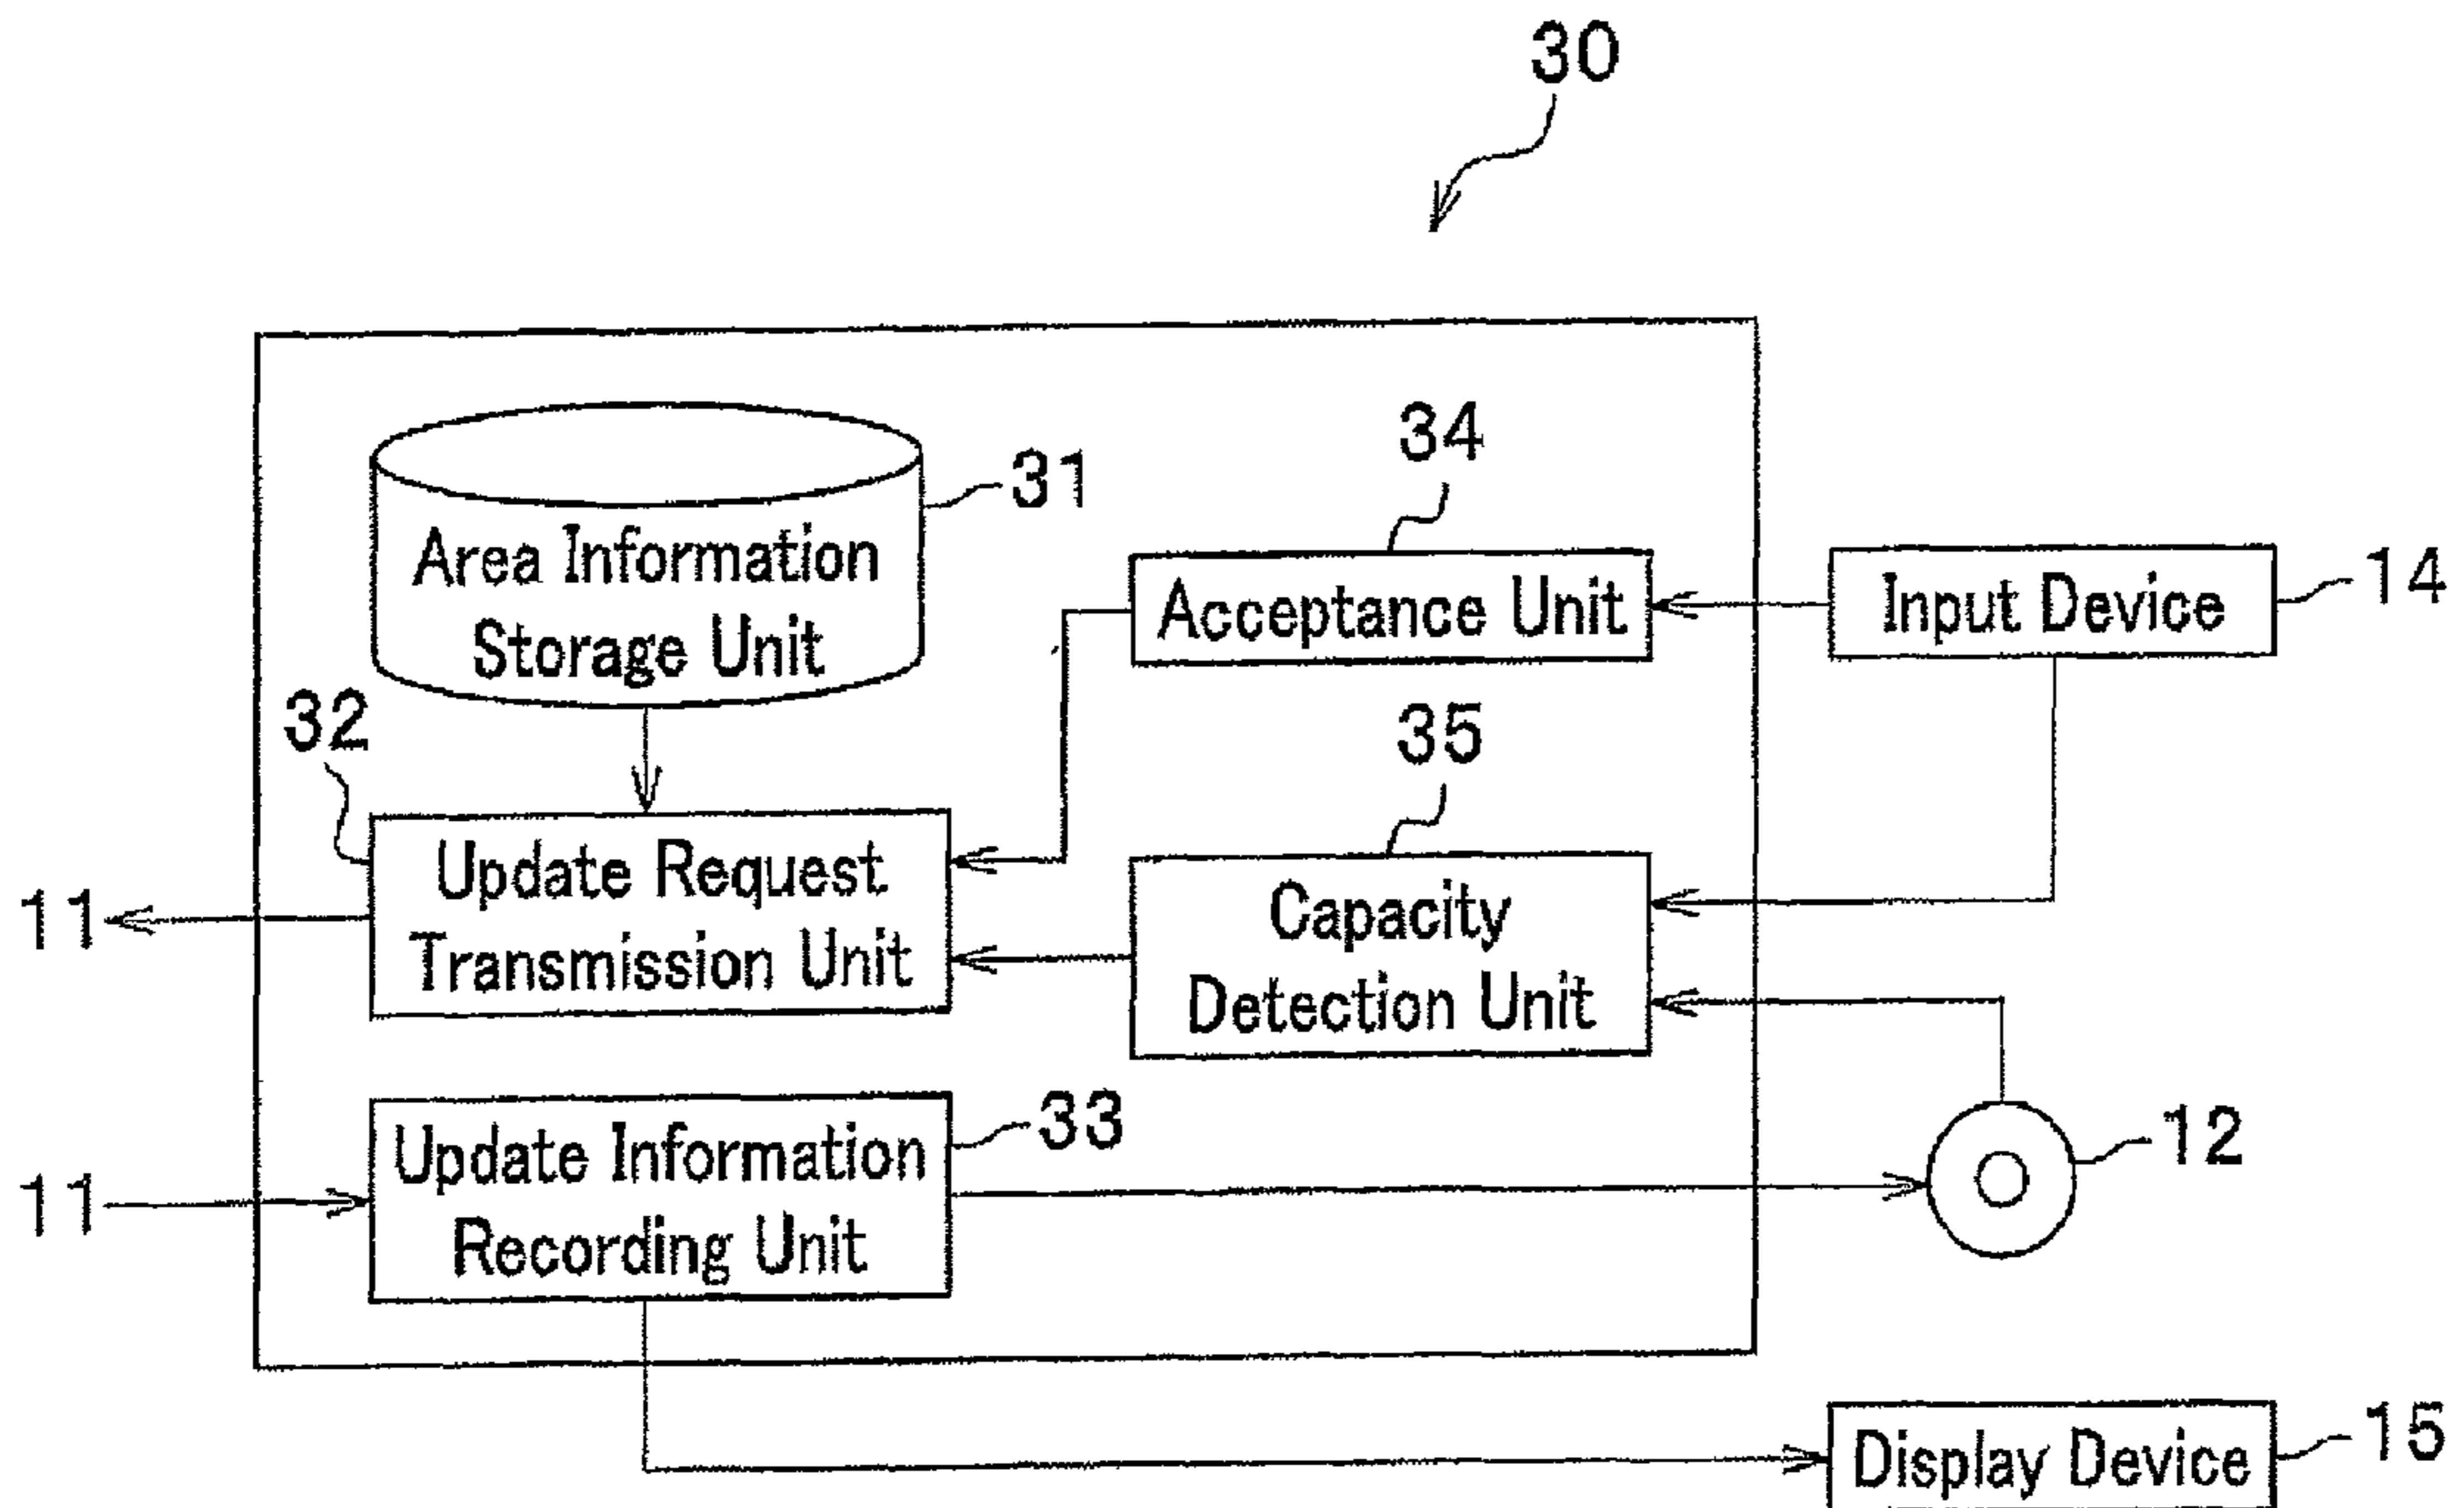 30
31
34
Area Information
Storage Unit
Acceptance Unit
Input Device
14
32
35
Update Request
Transmission Unit
11
Capacity
Detection Unit
33
12
Update Information
Recording Unit
11
Display Device
15